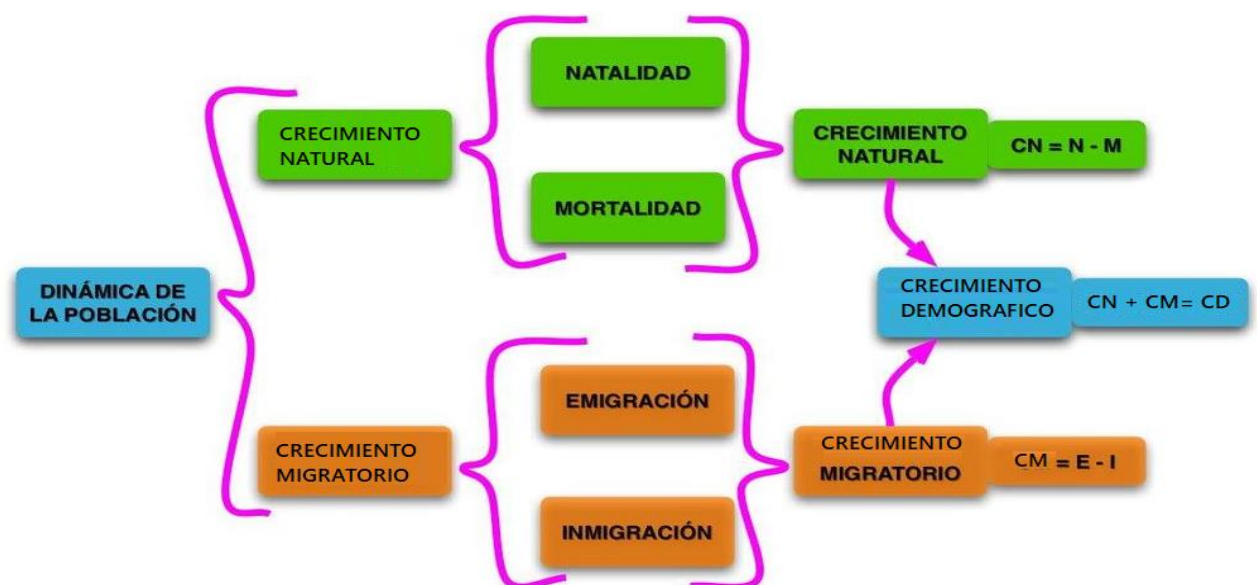 DINÁMICA DE
LA POBLACIÓN
CRECIMIENTO
NATURAL
NATALIDAD
MORTALIDAD
CRECIMIENTO
NATURAL
CN = N - M
CRECIMIENTO
DEMOGRAFICO
CN + CM= CD
CRECIMIENTO
MIGRATORIO
EMIGRACIÓN
INMIGRACIÓN
CRECIMIENTO
MIGRATORIO
CM = E - I